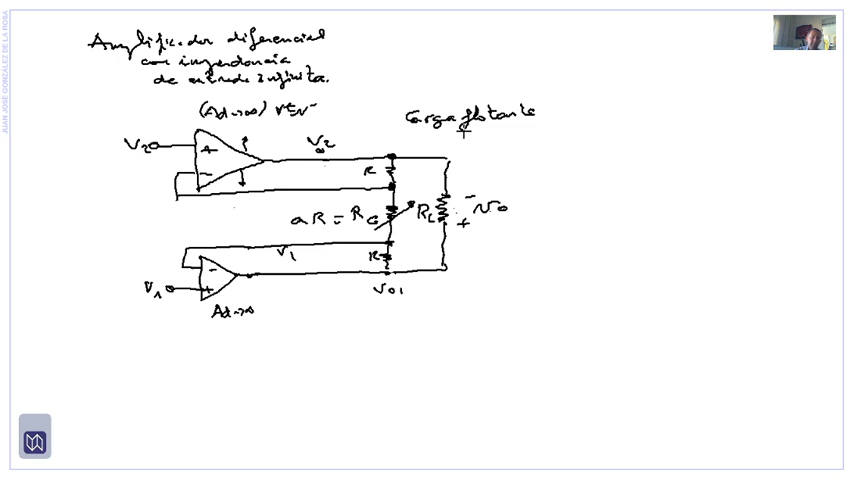 JUAN JOSÉ GONZÁLEZ DE LA ROSA
Amplificador diferencial
con impedancia
de entrada infinita.
(Ad→∞) V⁺=V⁻
Carga flotante
V2
+
-
Vo2
R
aR = RG
RL
- vo
+
V1
R
-
+
V1
Vo1
Ad→∞